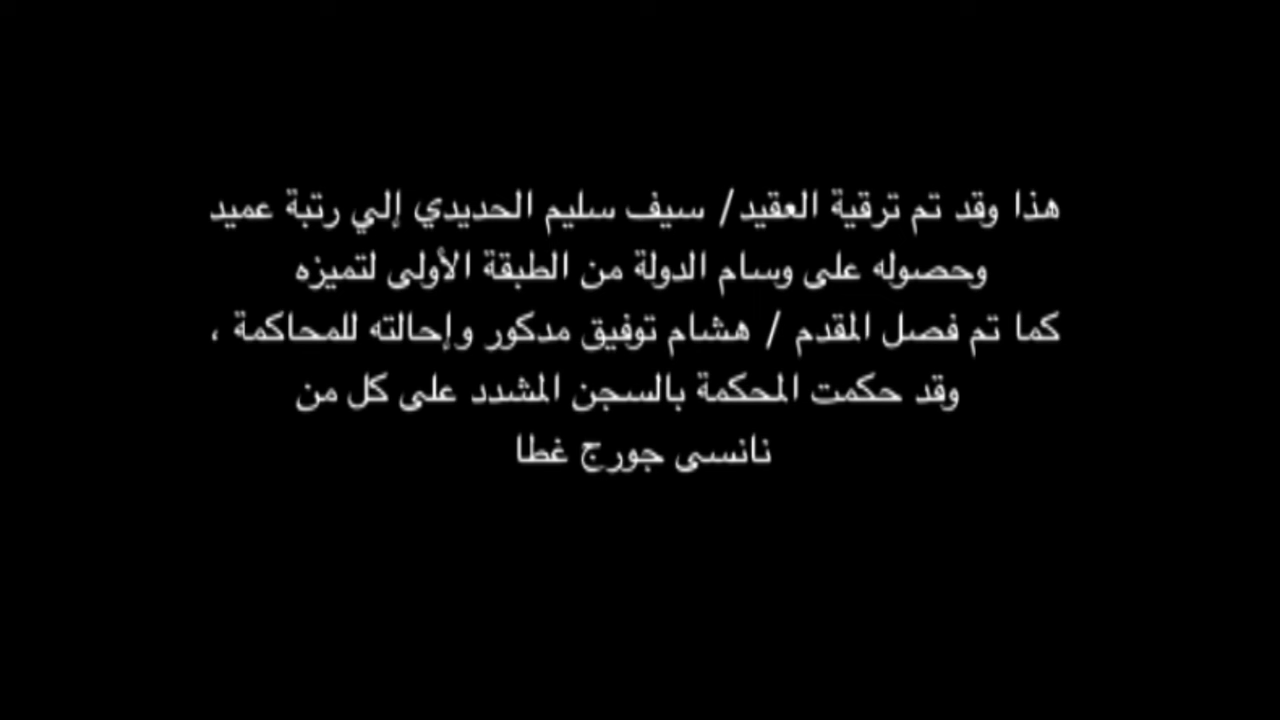 هذا وقد تم ترقية العقيد/ سيف سليم الحديدي إلي رتبة عميد
وحصوله على وسام الدولة من الطبقة الأولى لتميزه
كما تم فصل المقدم / هشام توفيق مدكور وإحالته للمحاكمة ،
وقد حكمت المحكمة بالسجن المشدد على كل من
نانسى جورج غطا